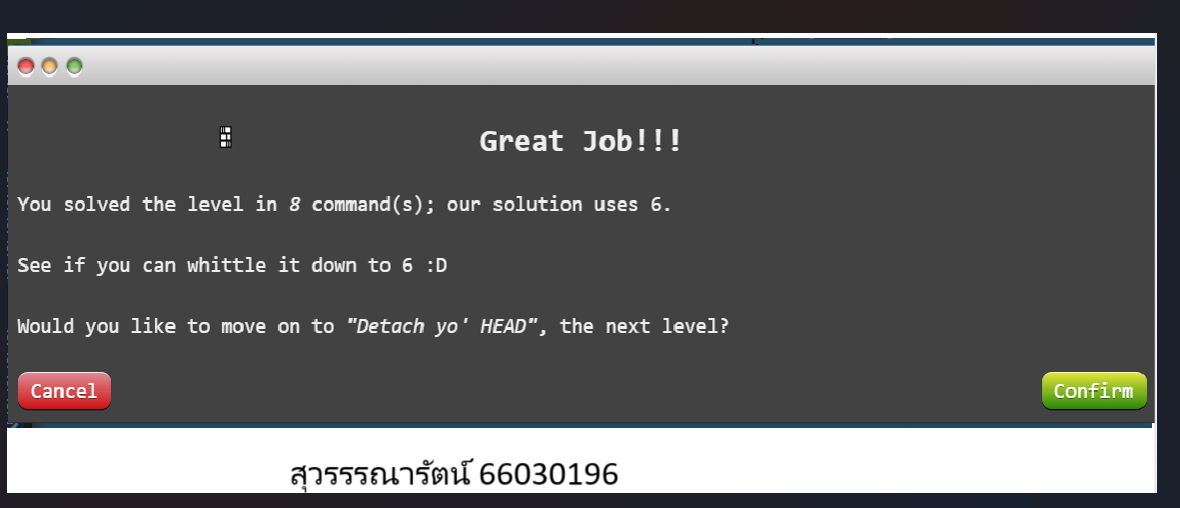 Great Job!!!
You solved the level in 8 command(s); our solution uses 6.
See if you can whittle it down to 6 :D
Would you like to move on to "Detach yo' HEAD", the next level?
Cancel
Confirm
สุวรรรณารัตน์ 66030196